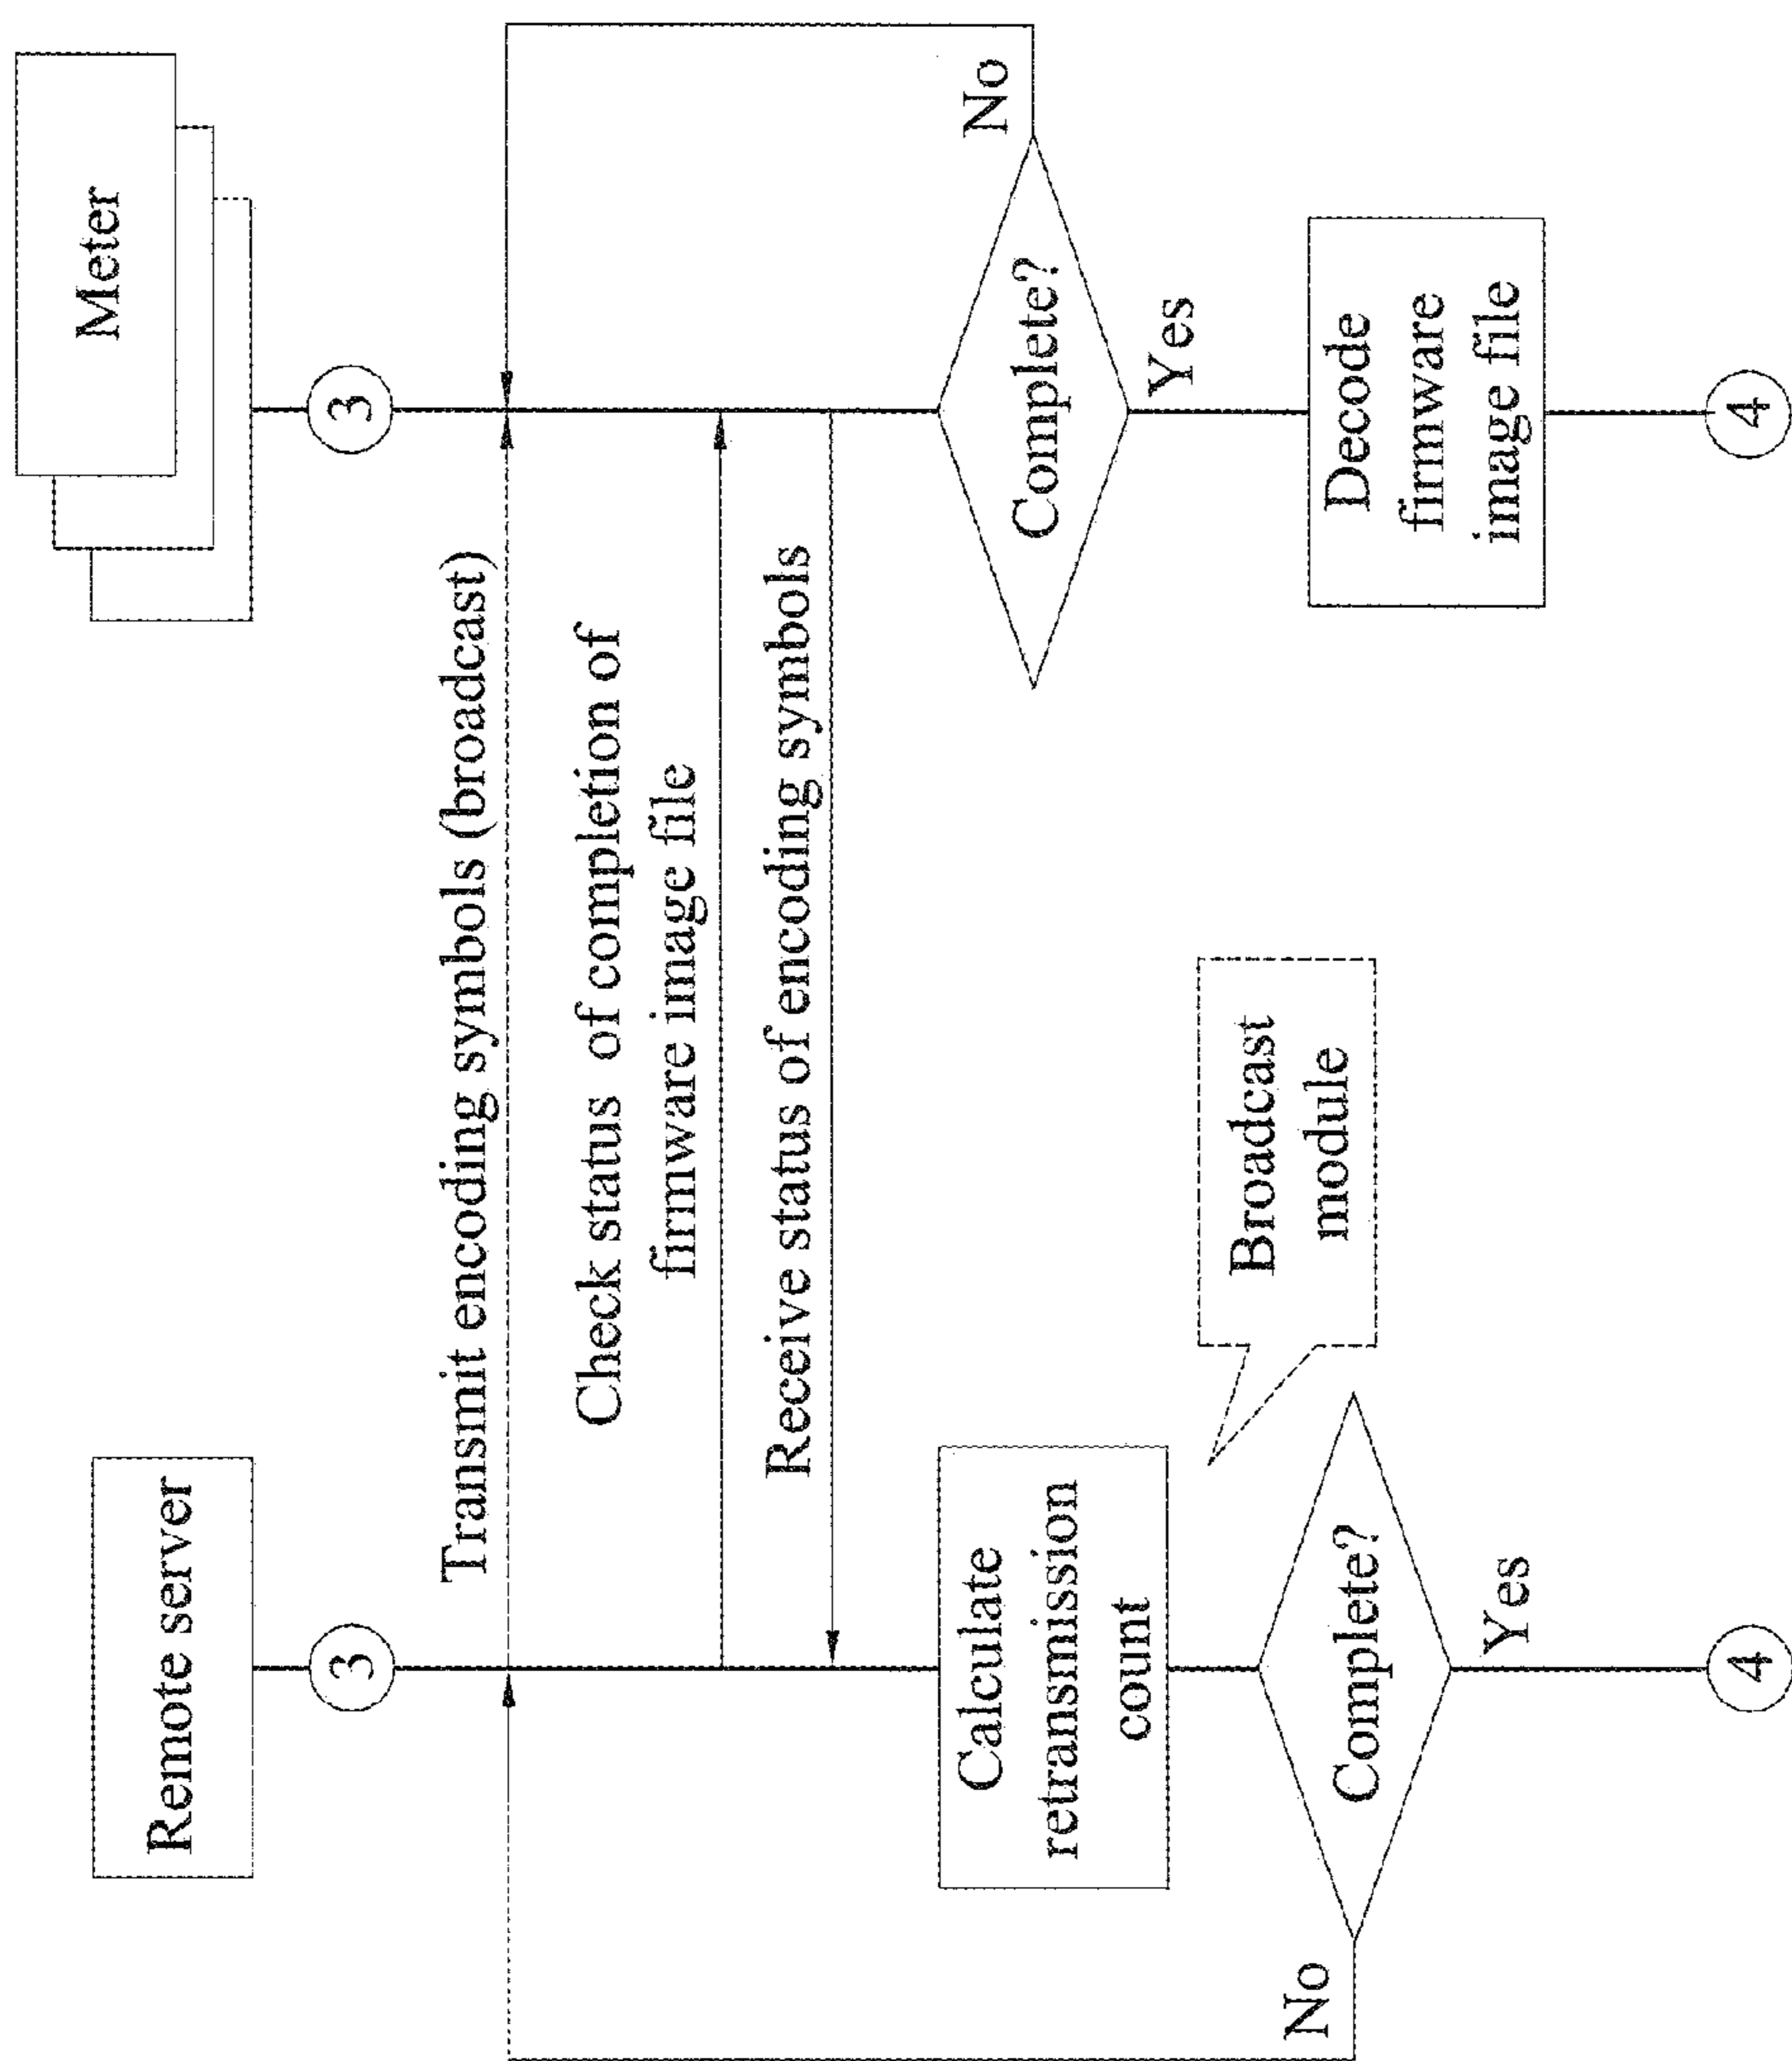 Remote server
Meter
3
3
Transmit encoding symbols (broadcast)
Check status of completion of
firmware image file
Receive status of encoding symbols
Calculate
retransmission
count
Complete?
No
Broadcast
module
Complete?
No
Yes
Yes
Decode
firmware
image file
4
4